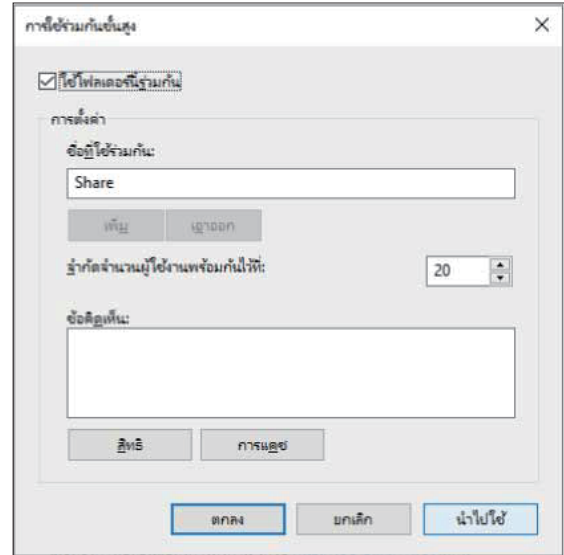 การใช้ร่วมกันขั้นสูง
ใช้โฟลเดอร์นี้ร่วมกัน
การตั้งค่า
ชื่อที่ใช้ร่วมกัน:
Share
เพิ่ม เอาออก
จำกัดจำนวนผู้ใช้งานพร้อมกันไว้ที่: 20
ข้อคิดเห็น:
สิทธิ การแคช
ตกลง ยกเลิก นำไปใช้